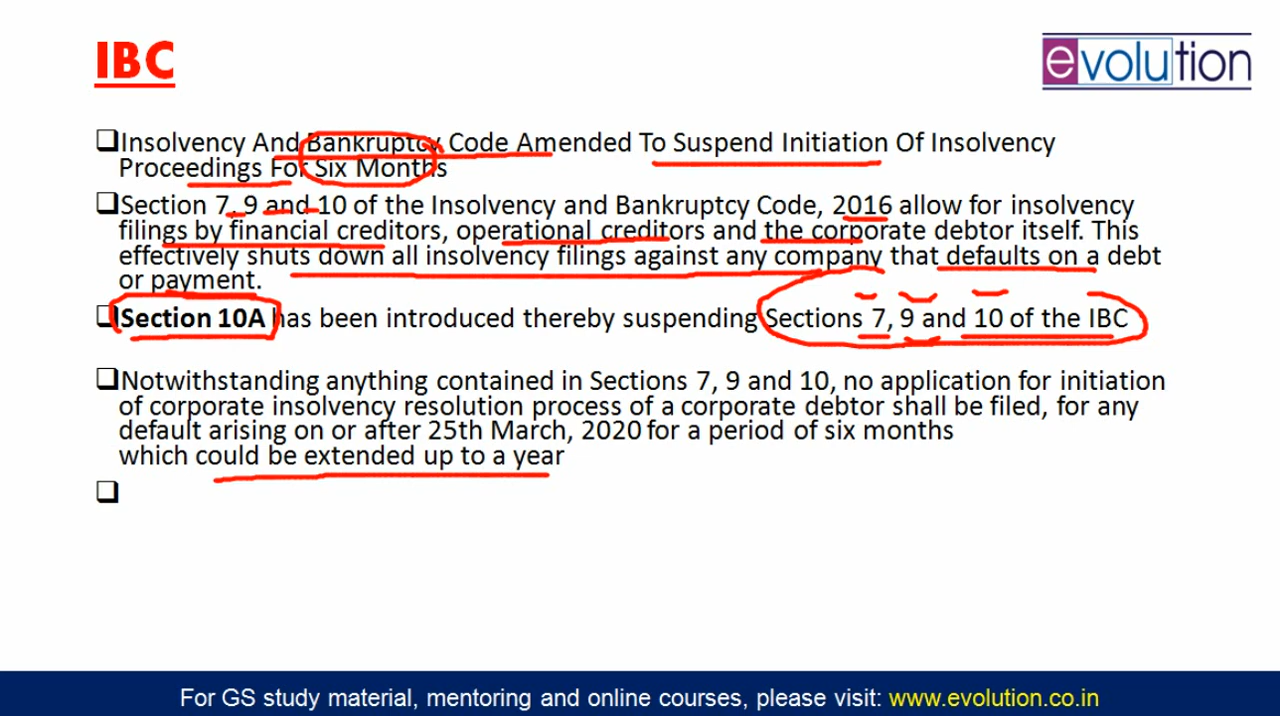 IBC
evolution
❑Insolvency And Bankruptcy Code Amended To Suspend Initiation Of Insolvency
Proceedings For Six Months
❑Section 7, 9 and 10 of the Insolvency and Bankruptcy Code, 2016 allow for insolvency
filings by financial creditors, operational creditors and the corporate debtor itself. This
effectively shuts down all insolvency filings against any company that defaults on a debt
or payment.
❑Section 10A has been introduced thereby suspending Sections 7, 9 and 10 of the IBC
❑Notwithstanding anything contained in Sections 7, 9 and 10, no application for initiation
of corporate insolvency resolution process of a corporate debtor shall be filed, for any
default arising on or after 25th March, 2020 for a period of six months
which could be extended up to a year
❑
For GS study material, mentoring and online courses, please visit: www.evolution.co.in